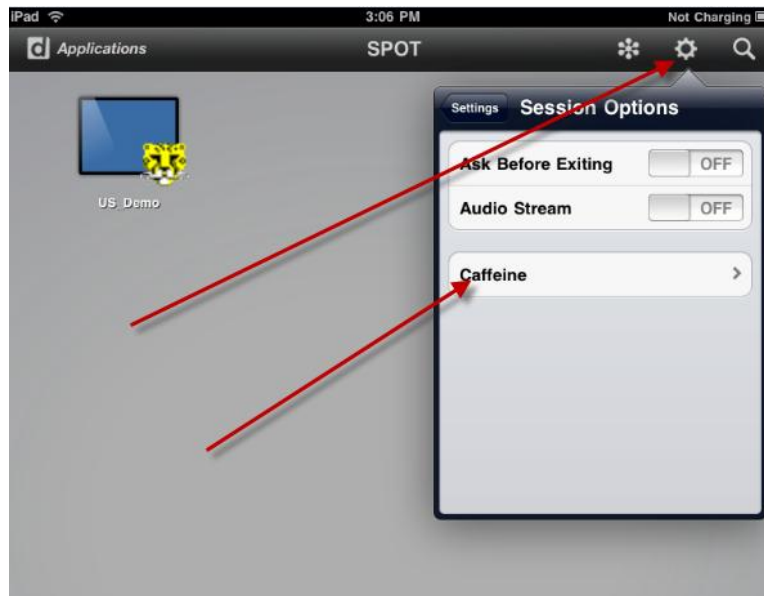 iPad 3:06 PM Not Charging
d Applications SPOT
Settings Session Options
Ask Before Exiting OFF
Audio Stream OFF
US_Demo
Caffeine